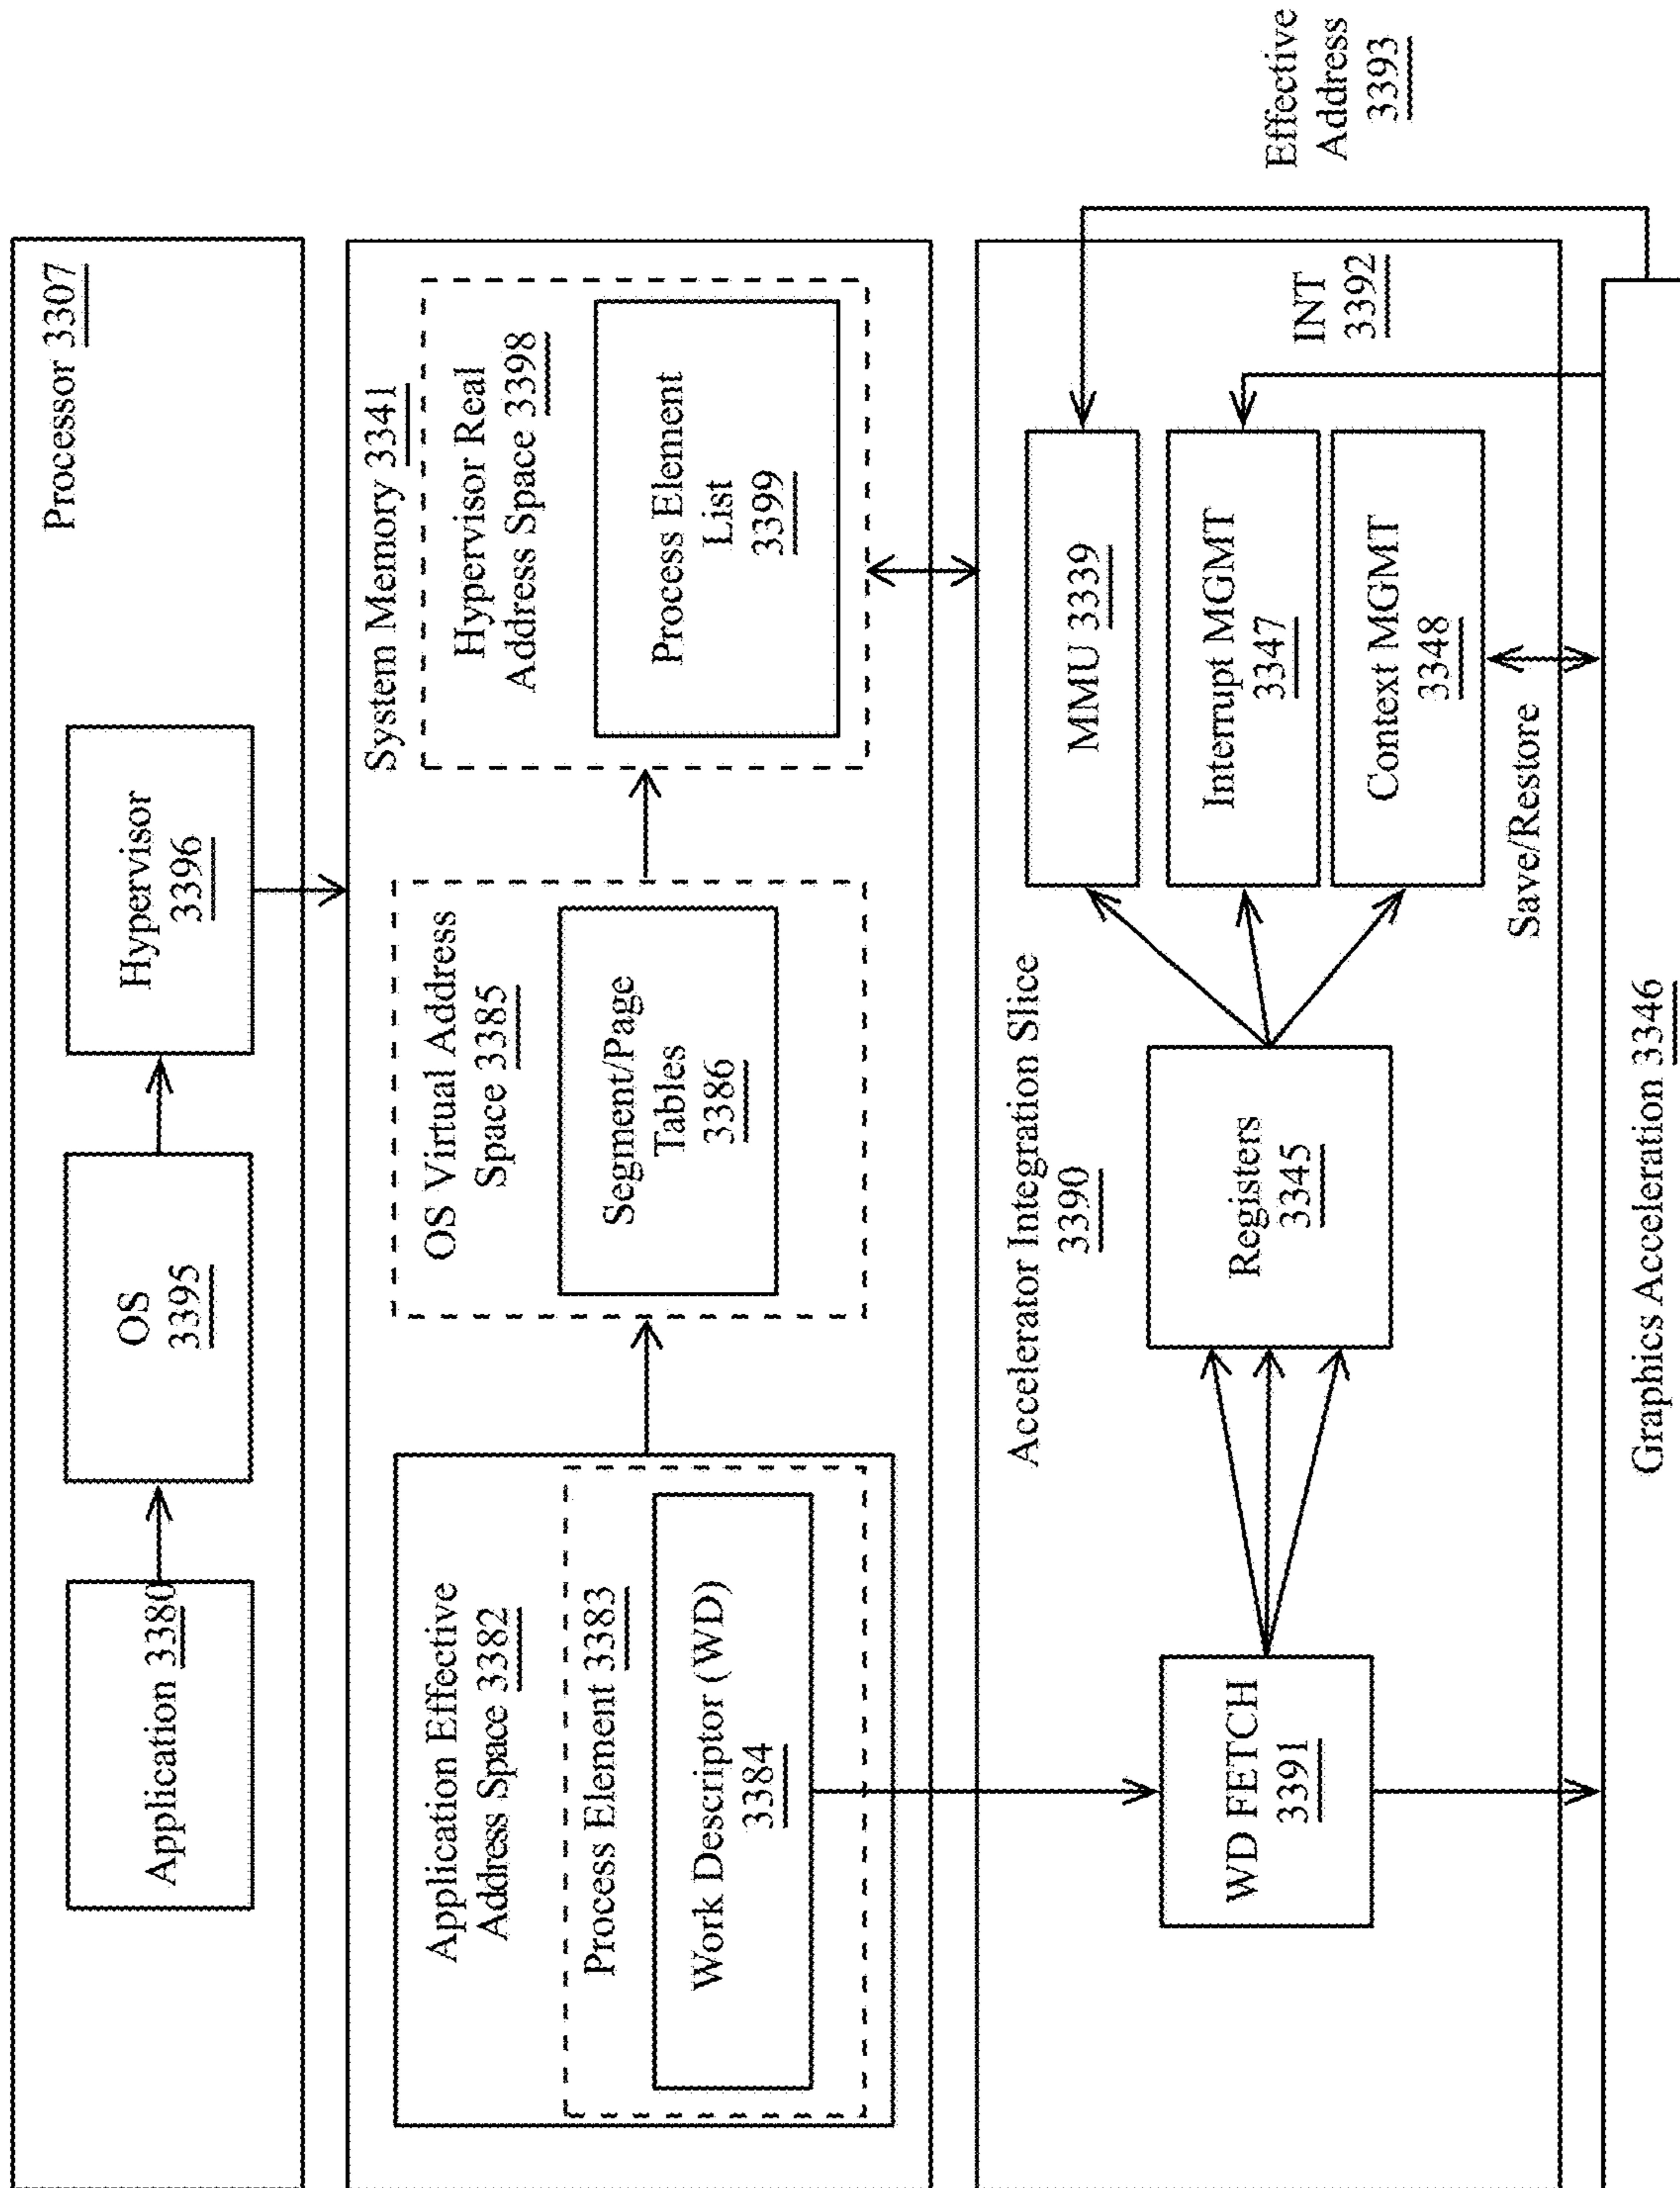 Processor 3307
Application 3380
OS
3395
Hypervisor
3396
System Memory 3341
Application Effective
Address Space 3382
Process Element 3383
Work Descriptor (WD)
3384
OS Virtual Address
Space 3385
Segment/Page
Tables
3386
Hypervisor Real
Address Space 3398
Process Element
List
3399
Accelerator Integration Slice
3390
WD FETCH
3391
Registers
3345
MMU 3339
Interrupt MGMT
3347
Context MGMT
3348
INT
3392
Effective
Address
3393
Save/Restore
Graphics Acceleration 3346